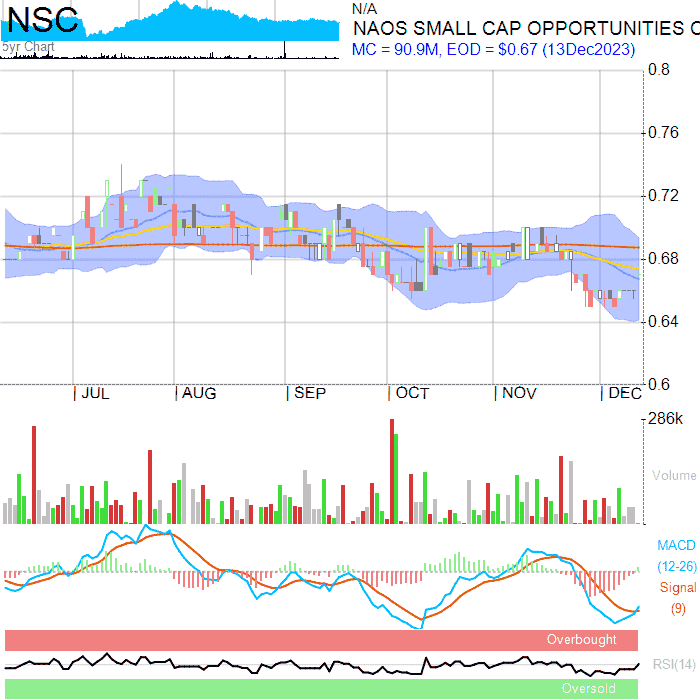 NSC
5yr Chart
N/A
NAOS SMALL CAP OPPORTUNITIES C
MC = 90.9M, EOD = $0.67 (13Dec2023)
0.8
0.76
0.72
0.68
0.64
0.6
JUL AUG SEP OCT NOV DEC
286k
Volume
MACD
(12-26)
Signal
(9)
Overbought
RSI(14)
Oversold